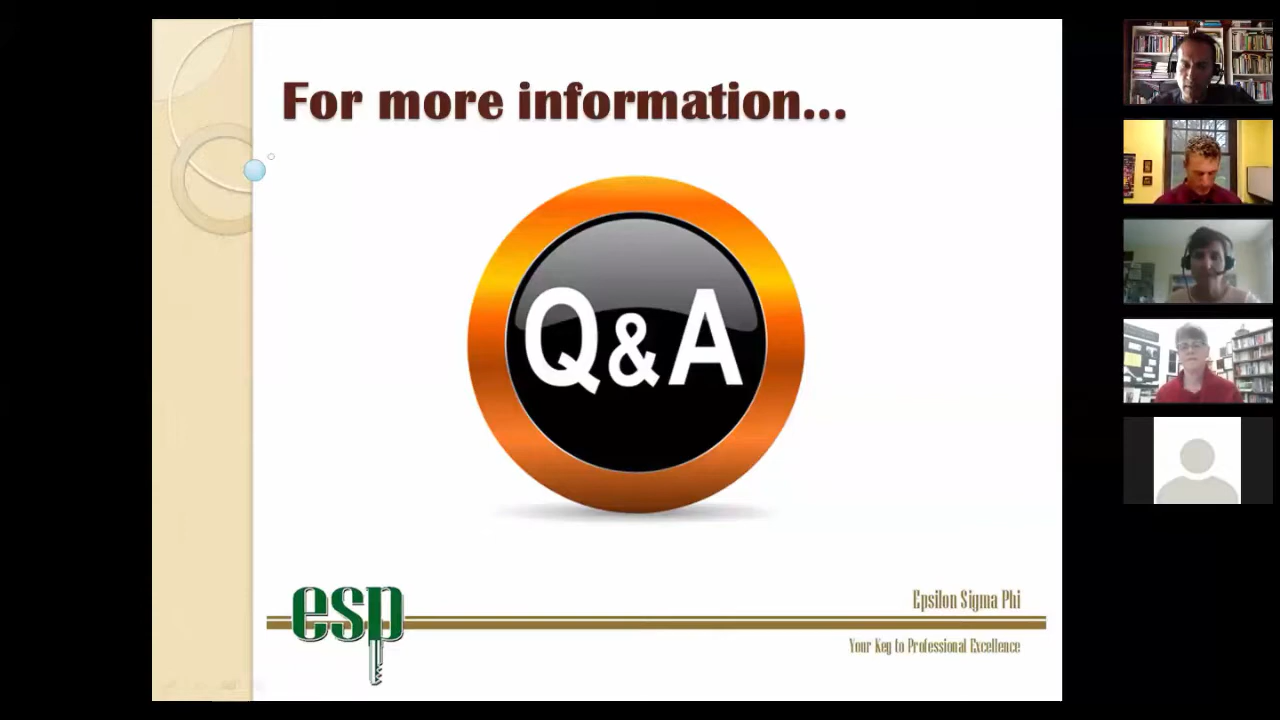 For more information...
Q&A
esp
Epsilon Sigma Phi
Your Key to Professional Excellence